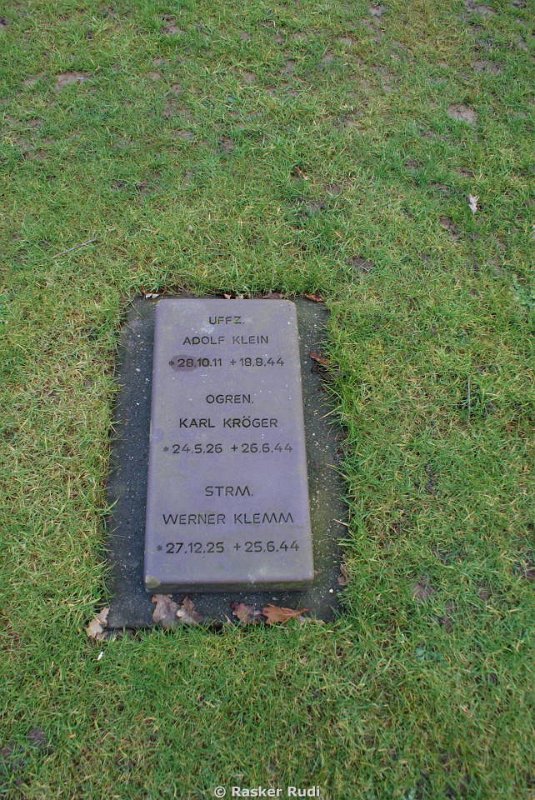 UFFZ.
ADOLF KLEIN
*28.10.11 +18.8.44
OGREN.
KARL KRÖGER
*24.5.26 +26.6.44
STRM.
WERNER KLEMM
*27.12.25 +25.6.44
© Rasker Rudi